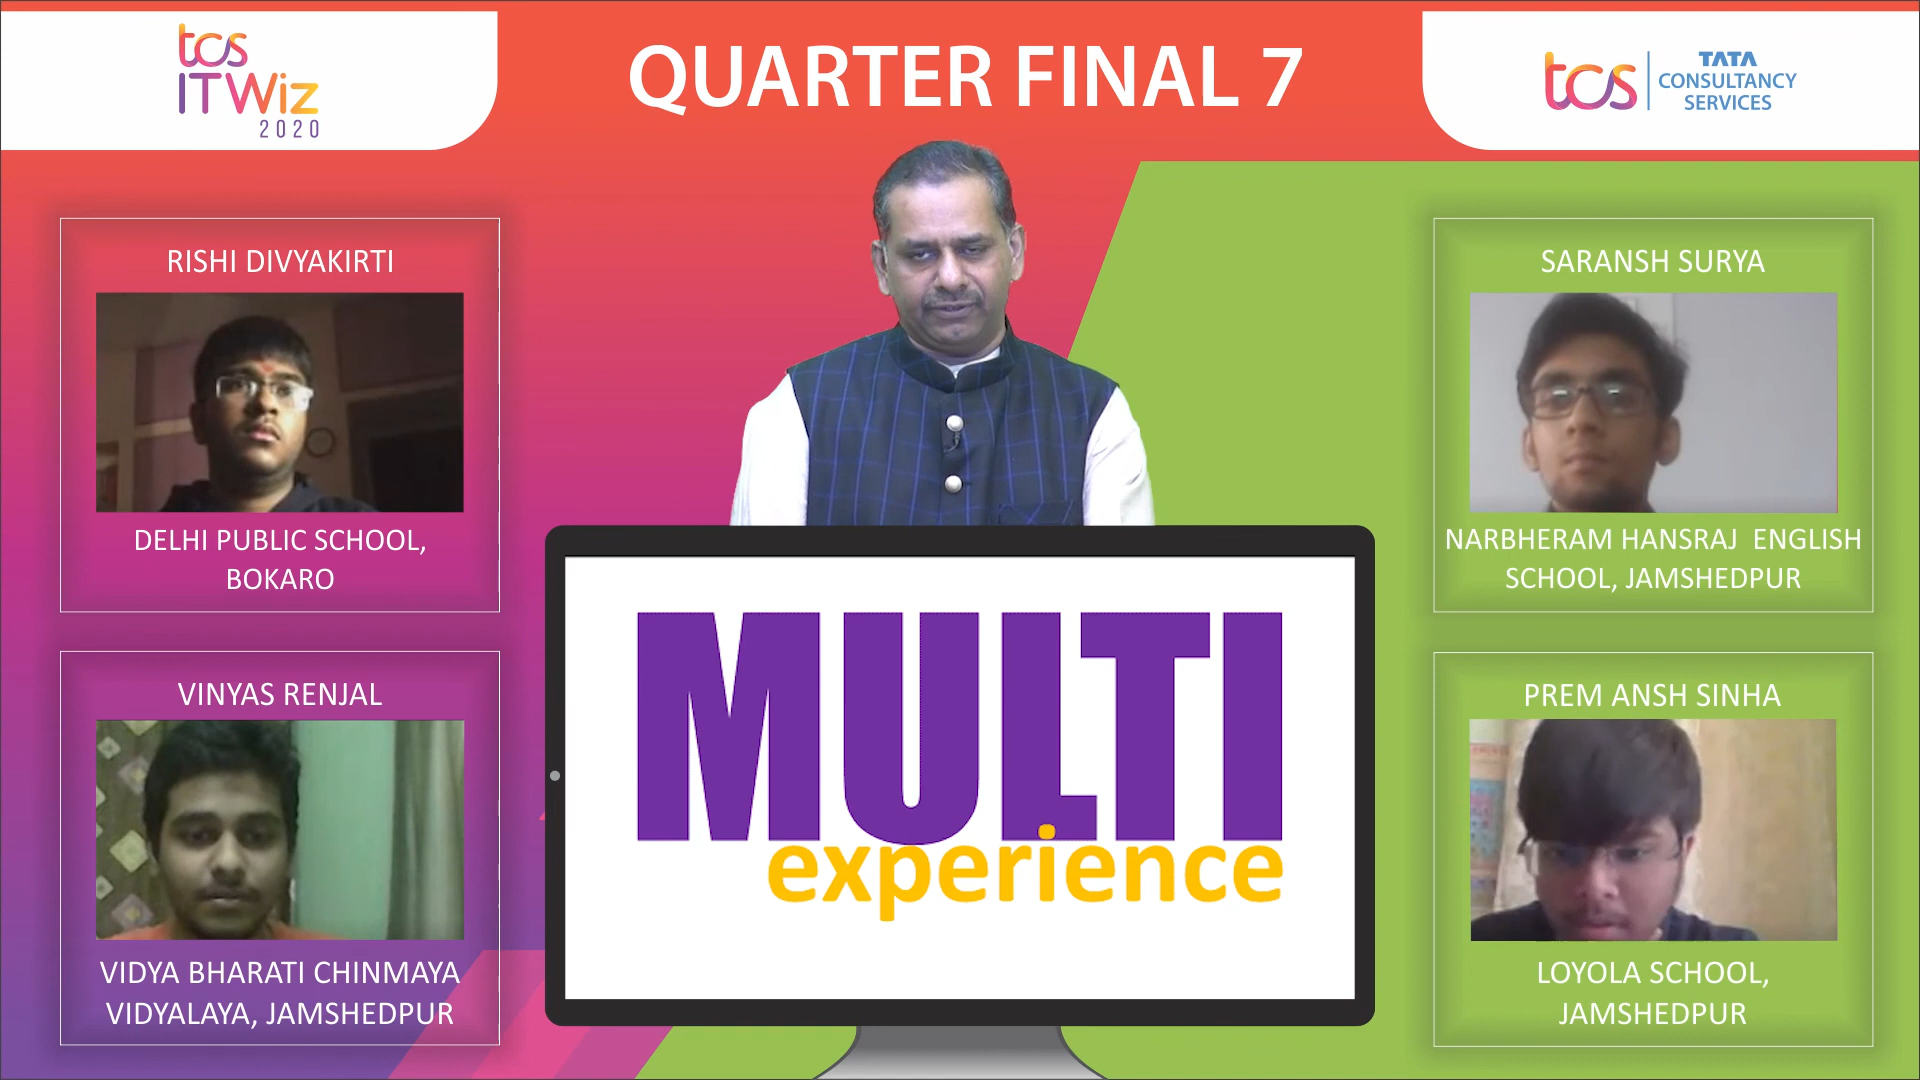 tcs
ITWiz
2020
QUARTER FINAL 7
tcs
TATA
CONSULTANCY
SERVICES
RISHI DIVYAKIRTI
DELHI PUBLIC SCHOOL,
BOKARO
SARANSH SURYA
NARBHERAM HANSRAJ ENGLISH
SCHOOL, JAMSHEDPUR
VINYAS RENJAL
VIDYA BHARATI CHINMAYA
VIDYALAYA, JAMSHEDPUR
MULTI
experience
PREM ANSH SINHA
LOYOLA SCHOOL,
JAMSHEDPUR